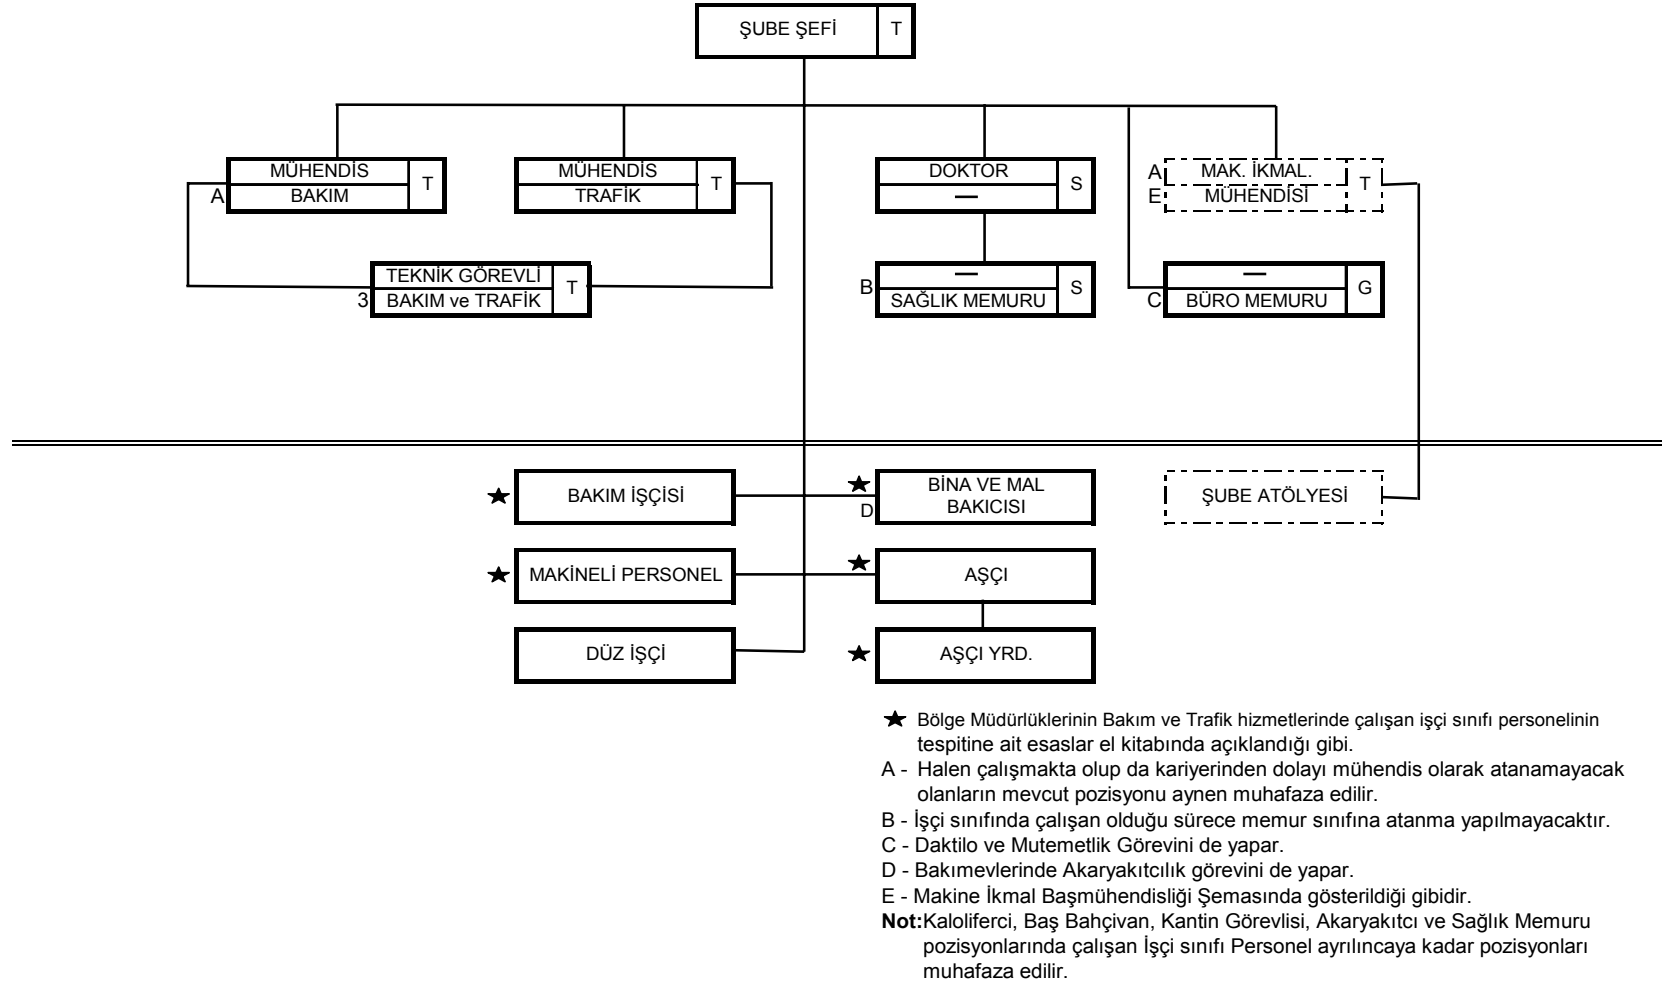 ŞUBE ŞEFİ T
MÜHENDİS
BAKIM
T
A
MÜHENDİS
TRAFİK
T
DOKTOR
—
S
A
E
MAK. İKMAL.
MÜHENDİSİ
T
TEKNİK GÖREVLİ
BAKIM ve TRAFİK
T
3
—
SAĞLIK MEMURU
S
B
—
BÜRO MEMURU
G
C
★ BAKIM İŞÇİSİ
★
D
BİNA VE MAL
BAKICISI
ŞUBE ATÖLYESİ
★ MAKİNELİ PERSONEL
★ AŞÇI
DÜZ İŞÇİ
★ AŞÇI YRD.
★ Bölge Müdürlüklerinin Bakım ve Trafik hizmetlerinde çalışan işçi sınıfı personelinin
tespitine ait esaslar el kitabında açıklandığı gibi.
A - Halen çalışmakta olup da kariyerinden dolayı mühendis olarak atanamayacak
olanların mevcut pozisyonu aynen muhafaza edilir.
B - İşçi sınıfında çalışan olduğu sürece memur sınıfına atanma yapılmayacaktır.
C - Daktilo ve Mutemetlik Görevini de yapar.
D - Bakımevlerinde Akaryakıtcılık görevini de yapar.
E - Makine İkmal Başmühendisliği Şemasında gösterildiği gibidir.
Not:Kaloliferci, Baş Bahçivan, Kantin Görevlisi, Akaryakıtcı ve Sağlık Memuru
pozisyonlarında çalışan İşçi sınıfı Personel ayrılıncaya kadar pozisyonları
muhafaza edilir.